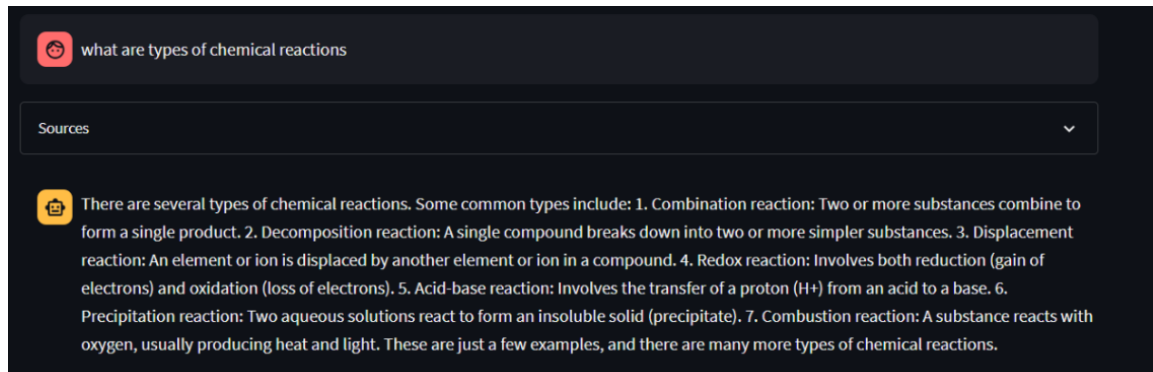 what are types of chemical reactions
Sources
There are several types of chemical reactions. Some common types include: 1. Combination reaction: Two or more substances combine to
form a single product. 2. Decomposition reaction: A single compound breaks down into two or more simpler substances. 3. Displacement
reaction: An element or ion is displaced by another element or ion in a compound. 4. Redox reaction: Involves both reduction (gain of
electrons) and oxidation (loss of electrons). 5. Acid-base reaction: Involves the transfer of a proton (H+) from an acid to a base. 6.
Precipitation reaction: Two aqueous solutions react to form an insoluble solid (precipitate). 7. Combustion reaction: A substance reacts with
oxygen, usually producing heat and light. These are just a few examples, and there are many more types of chemical reactions.